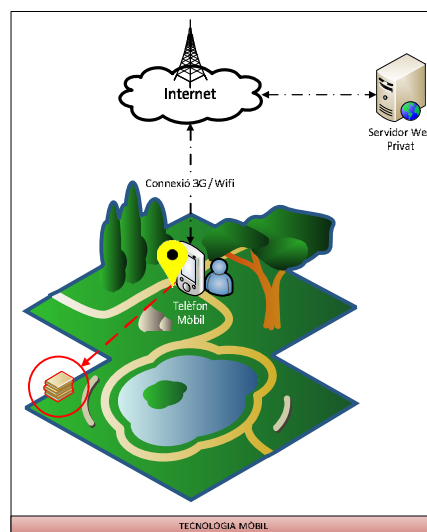 Internet
Servidor We
Privat
Connexió 3G / Wifi
Telèfon
Mòbil
TECNOLOGIA MÒBIL